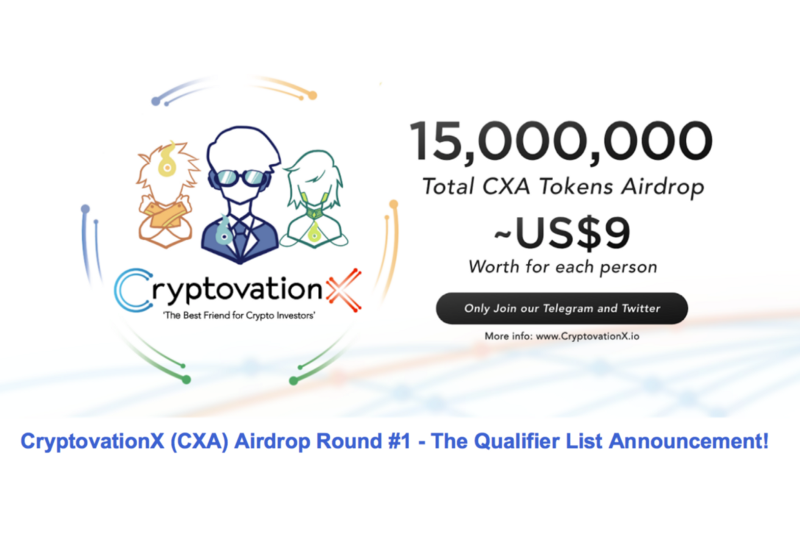 CryptovationX
'The Best Friend for Crypto Investors'
15,000,000
Total CXA Tokens Airdrop
~US$9
Worth for each person
Only Join our Telegram and Twitter
More info: www.CryptovationX.io
CryptovationX (CXA) Airdrop Round #1 - The Qualifier List Announcement!